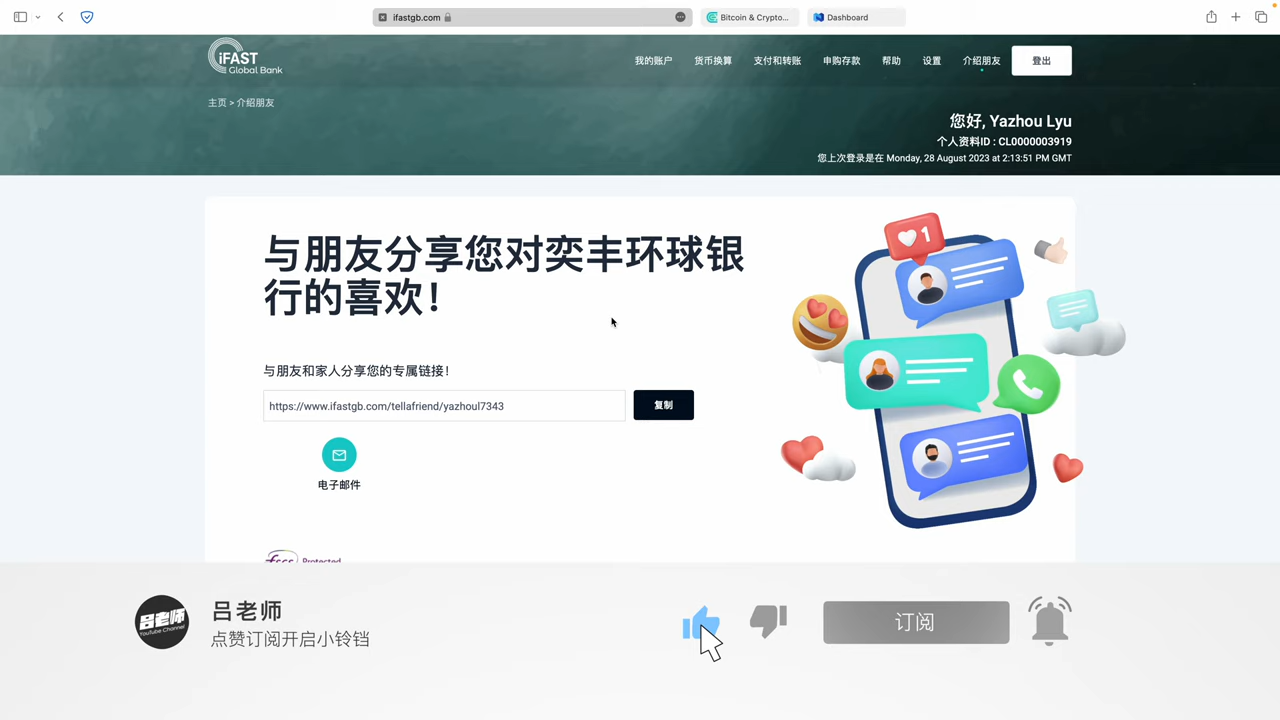 ifastgb.com
Bitcoin & Crypto...
Dashboard
iFAST
Global Bank
我的账户
货币换算
支付和转账
申购存款
帮助
设置
介绍朋友
登出
主页 > 介绍朋友
您好, Yazhou Lyu
个人资料ID : CL0000003919
您上次登录是在 Monday, 28 August 2023 at 2:13:51 PM GMT
与朋友分享您对奕丰环球银
行的喜欢!
1
与朋友和家人分享您的专属链接!
https://www.ifastgb.com/tellafriend/yazhoul7343
复制
电子邮件
fscs Protected
吕老师
YouTube Channel
吕老师
点赞订阅开启小铃铛
订阅